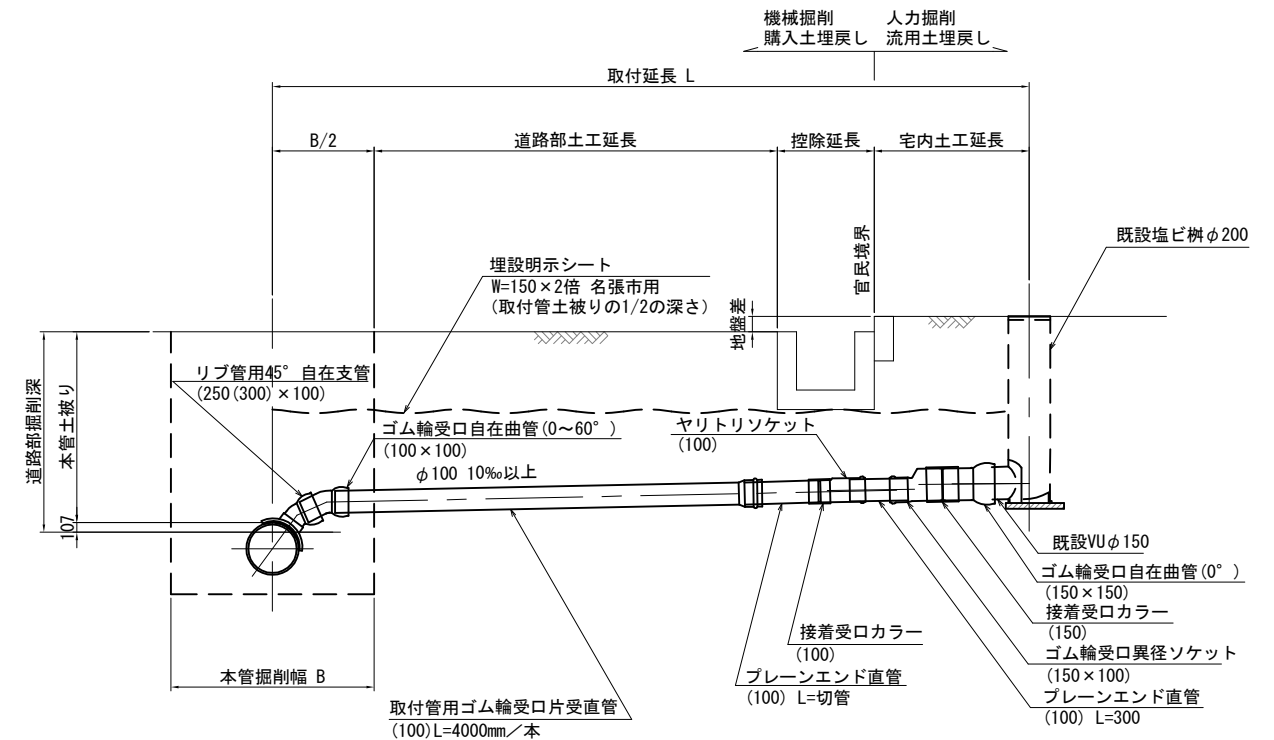 機械掘削 人力掘削
購入土埋戻し 流用土埋戻し
取付延長 L
B/2
道路部土工延長
控除延長
宅内土工延長
官民境界
既設塩ビ桝φ200
埋設明示シート
W=150×2倍 名張市用
(取付管土被りの1/2の深さ)
地盤差
道路部掘削深
本管土被り
107
リブ管用45° 自在支管
(250(300)×100)
ゴム輪受口自在曲管(0～60°)
(100×100)
φ100 10‰以上
ヤリトリソケット
(100)
既設VUφ150
ゴム輪受口自在曲管(0°)
(150×150)
接着受口カラー
(150)
ゴム輪受口異径ソケット
(150×100)
プレーンエンド直管
(100) L=300
接着受口カラー
(100)
プレーンエンド直管
(100) L=切管
本管掘削幅 B
取付管用ゴム輪受口片受直管
(100)L=4000mm／本